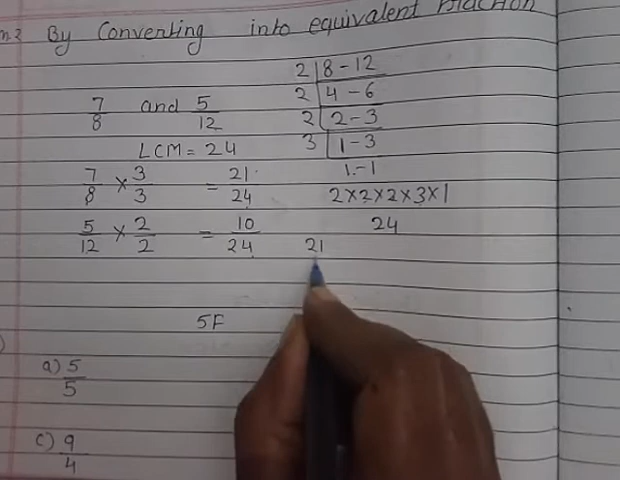 By Converting into equivalent fraction
7/8 and 5/12
LCM = 24
7/8 × 3/3 = 21/24
5/12 × 2/2 = 10/24
2 | 8 - 12
2 | 4 - 6
2 | 2 - 3
3 | 1 - 3
1 - 1
2×2×2×3×1
24
21
5F
a) 5/5
c) 9/4